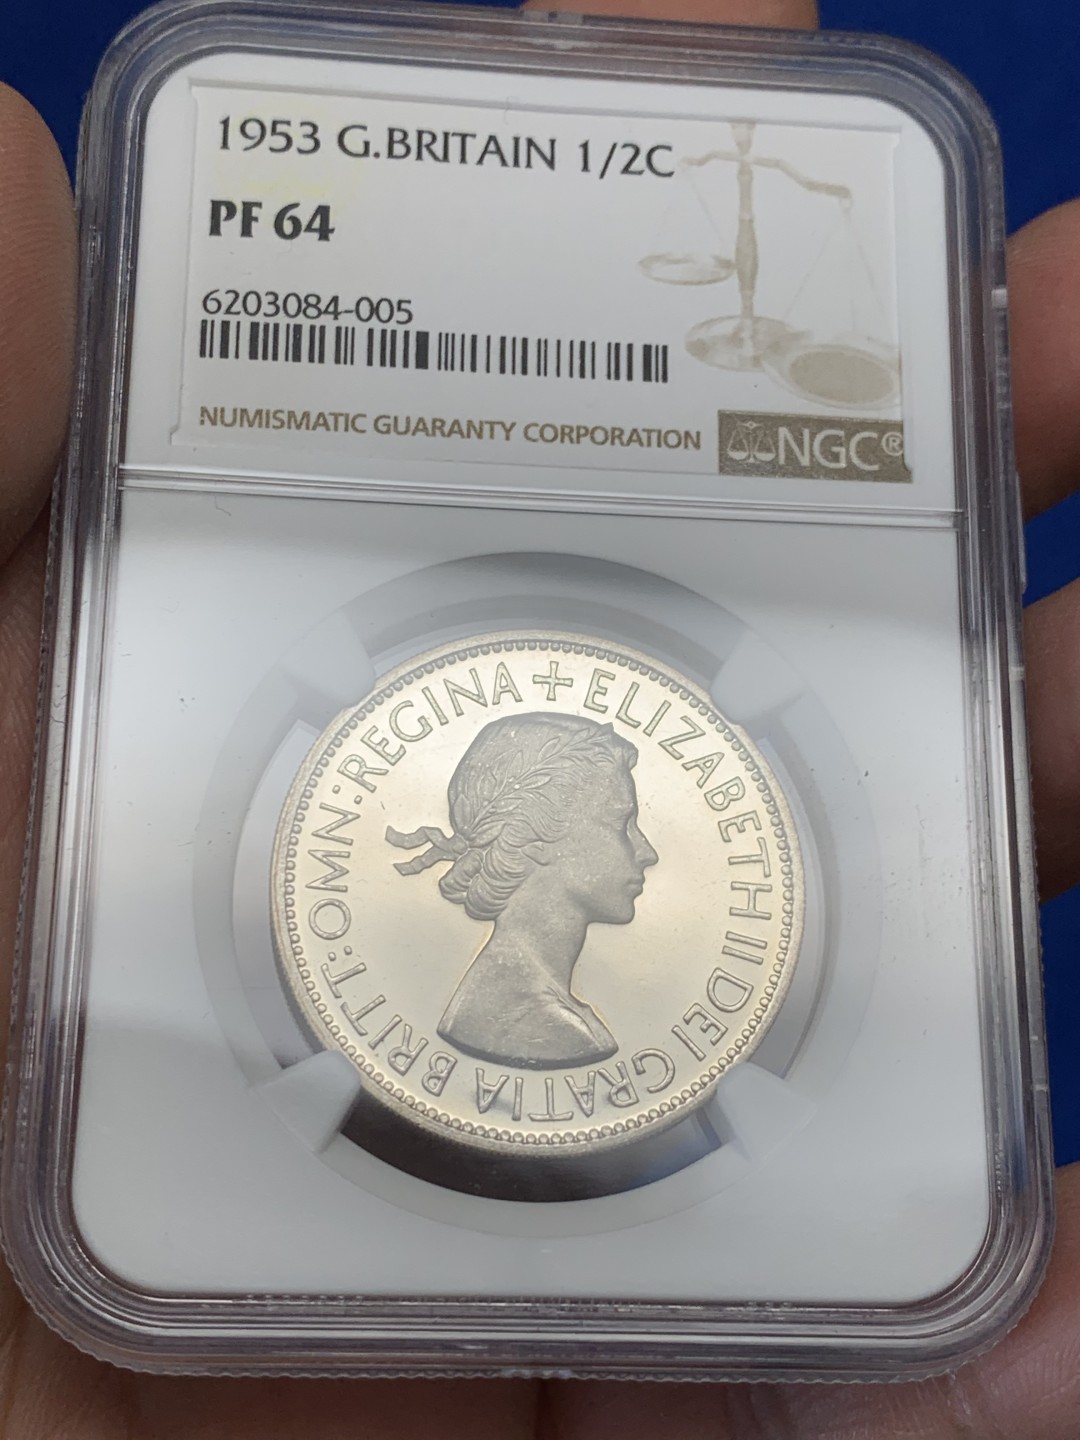 1953 G.BRITAIN 1/2C
PF 64
6203084-005
NUMISMATIC GUARANTY CORPORATION
NGC®
+ELIZABETH II DEI GRATIA BRITT:OMN:REGINA